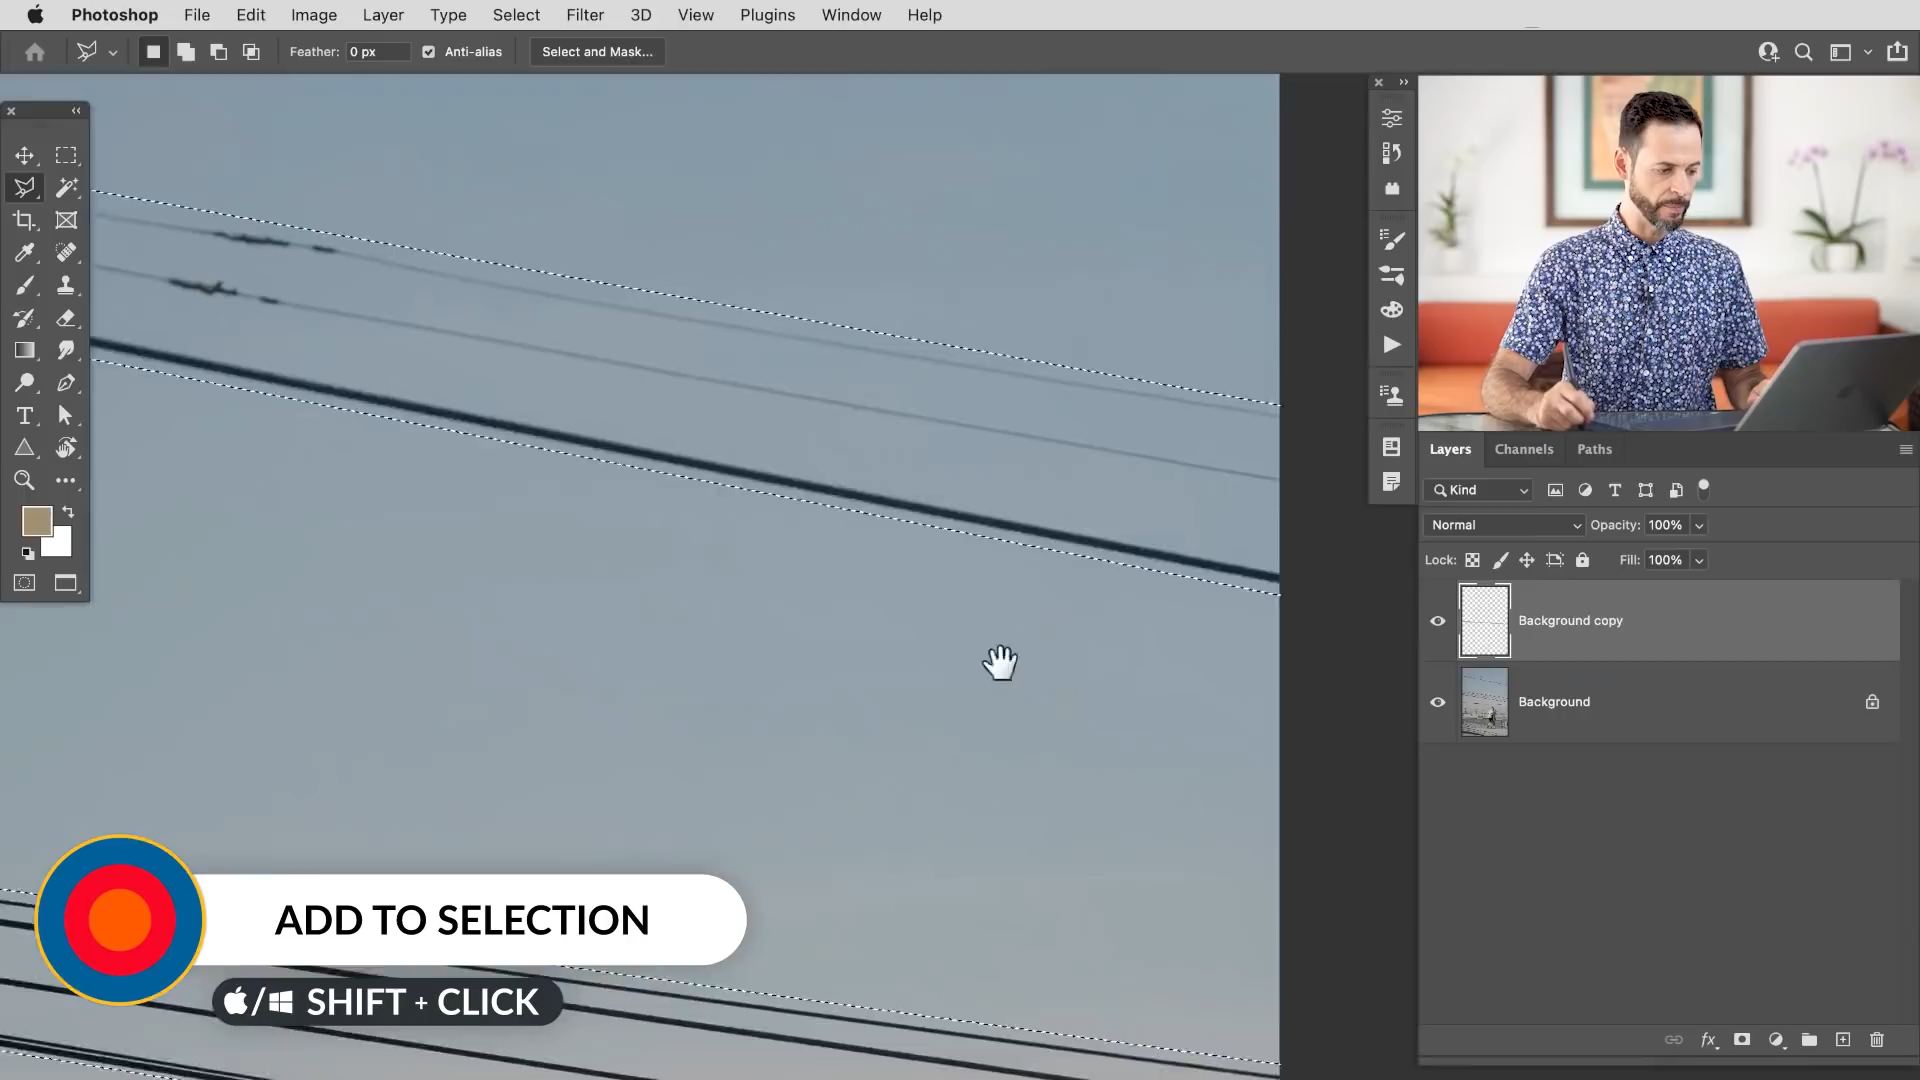 Photoshop File Edit Image Layer Type Select Filter 3D View Plugins Window Help
Feather: 0 px Anti-alias Select and Mask...
Layers Channels Paths
Kind
Normal Opacity: 100%
Lock: Fill: 100%
Background copy
Background
ADD TO SELECTION
/ SHIFT + CLICK